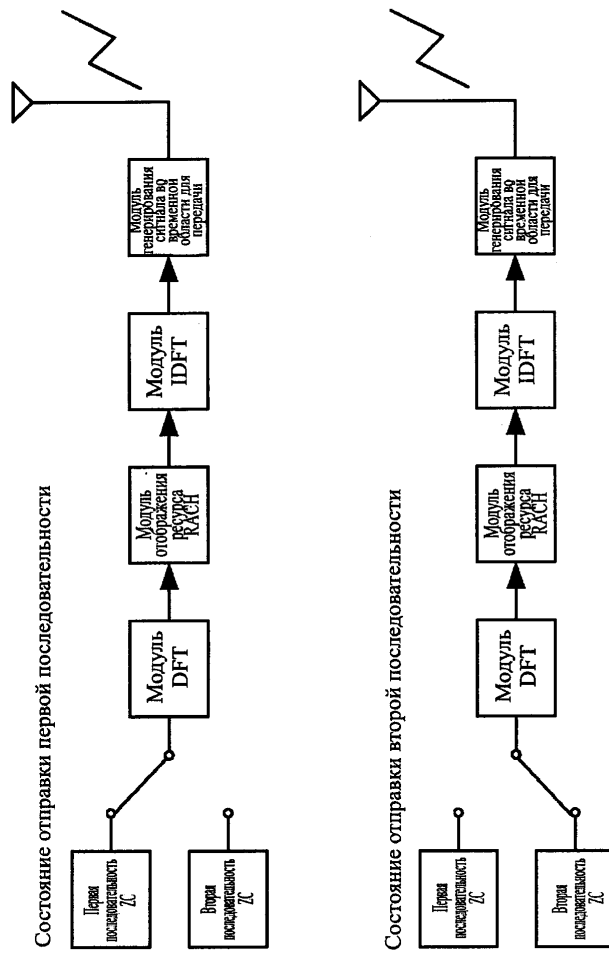 Состояние отправки первой последовательности
Первая
последовательность
ZC
Вторая
последовательность
ZC
Модуль
DFT
Модуль
отображения
ресурса
RACH
Модуль
IDFT
Модуль
генерирования
сигнала во
временной
области для
передачи
Состояние отправки второй последовательности
Первая
последовательность
ZC
Вторая
последовательность
ZC
Модуль
DFT
Модуль
отображения
ресурса
RACH
Модуль
IDFT
Модуль
генерирования
сигнала во
временной
области для
передачи